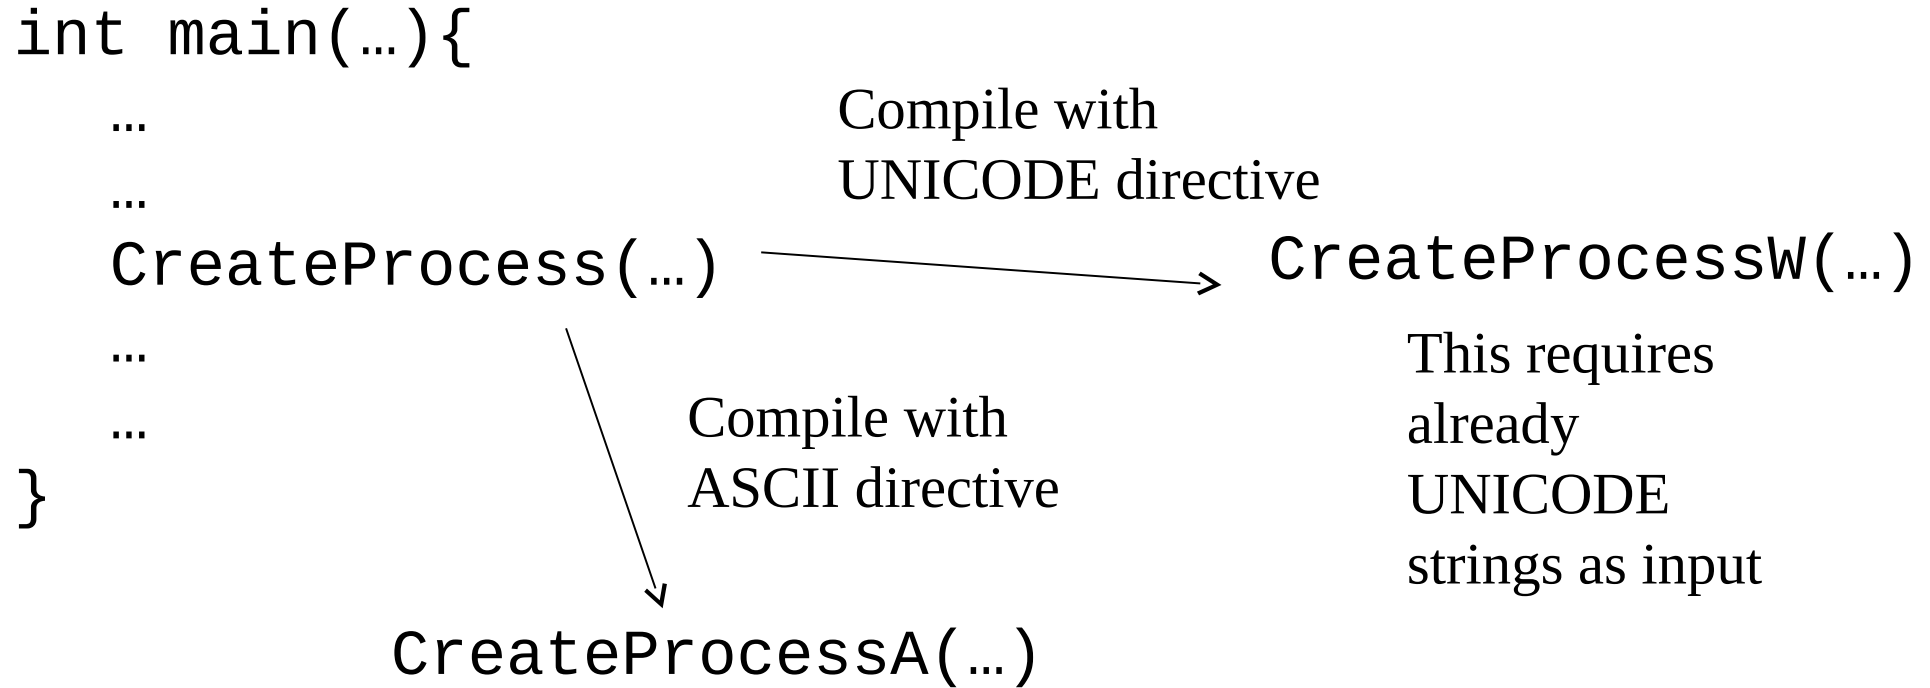 int main(…){
…
…
CreateProcess(…)
…
…
}
Compile with
UNICODE directive
CreateProcessW(…)
This requires
already
UNICODE
strings as input
Compile with
ASCII directive
CreateProcessA(…)